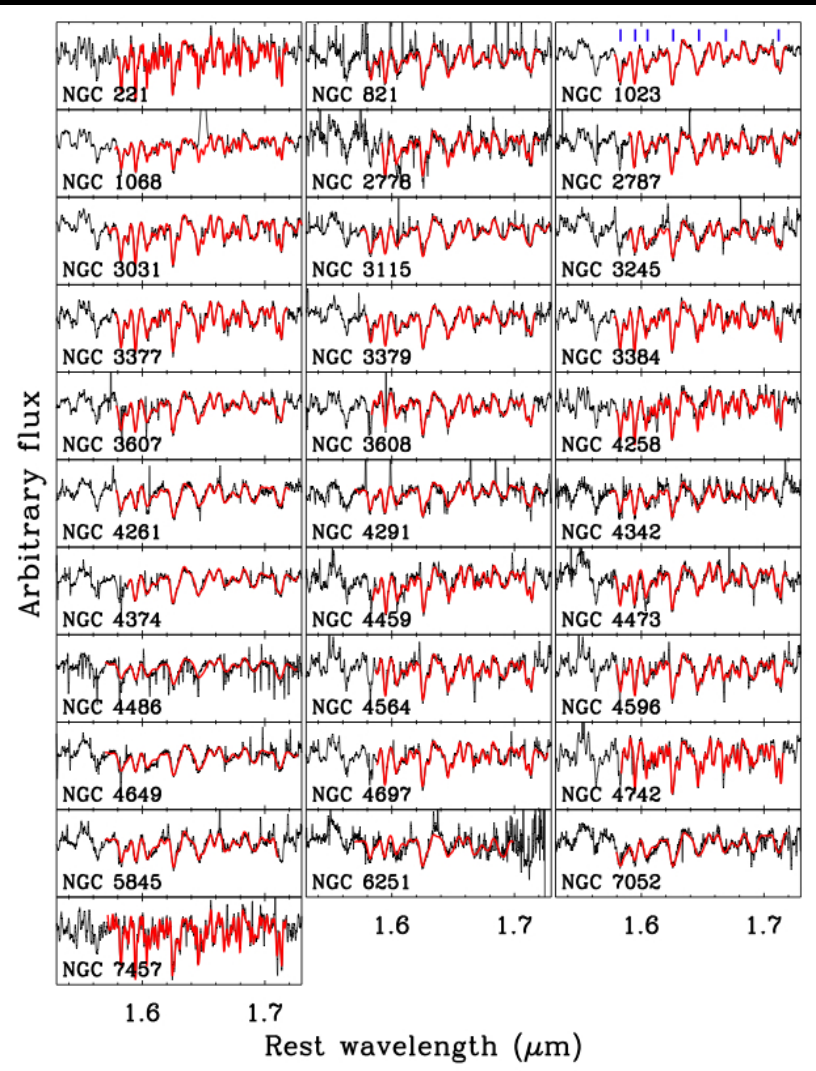 NGC 221 NGC 821 NGC 1023
NGC 1068 NGC 2778 NGC 2787
NGC 3031 NGC 3115 NGC 3245
NGC 3377 NGC 3379 NGC 3384
NGC 3607 NGC 3608 NGC 4258
NGC 4261 NGC 4291 NGC 4342
NGC 4374 NGC 4459 NGC 4473
NGC 4486 NGC 4564 NGC 4596
NGC 4649 NGC 4697 NGC 4742
NGC 5845 NGC 6251 NGC 7052
1.6 1.7 1.6 1.7
NGC 7457
1.6 1.7
Rest wavelength (μm)
Arbitrary flux